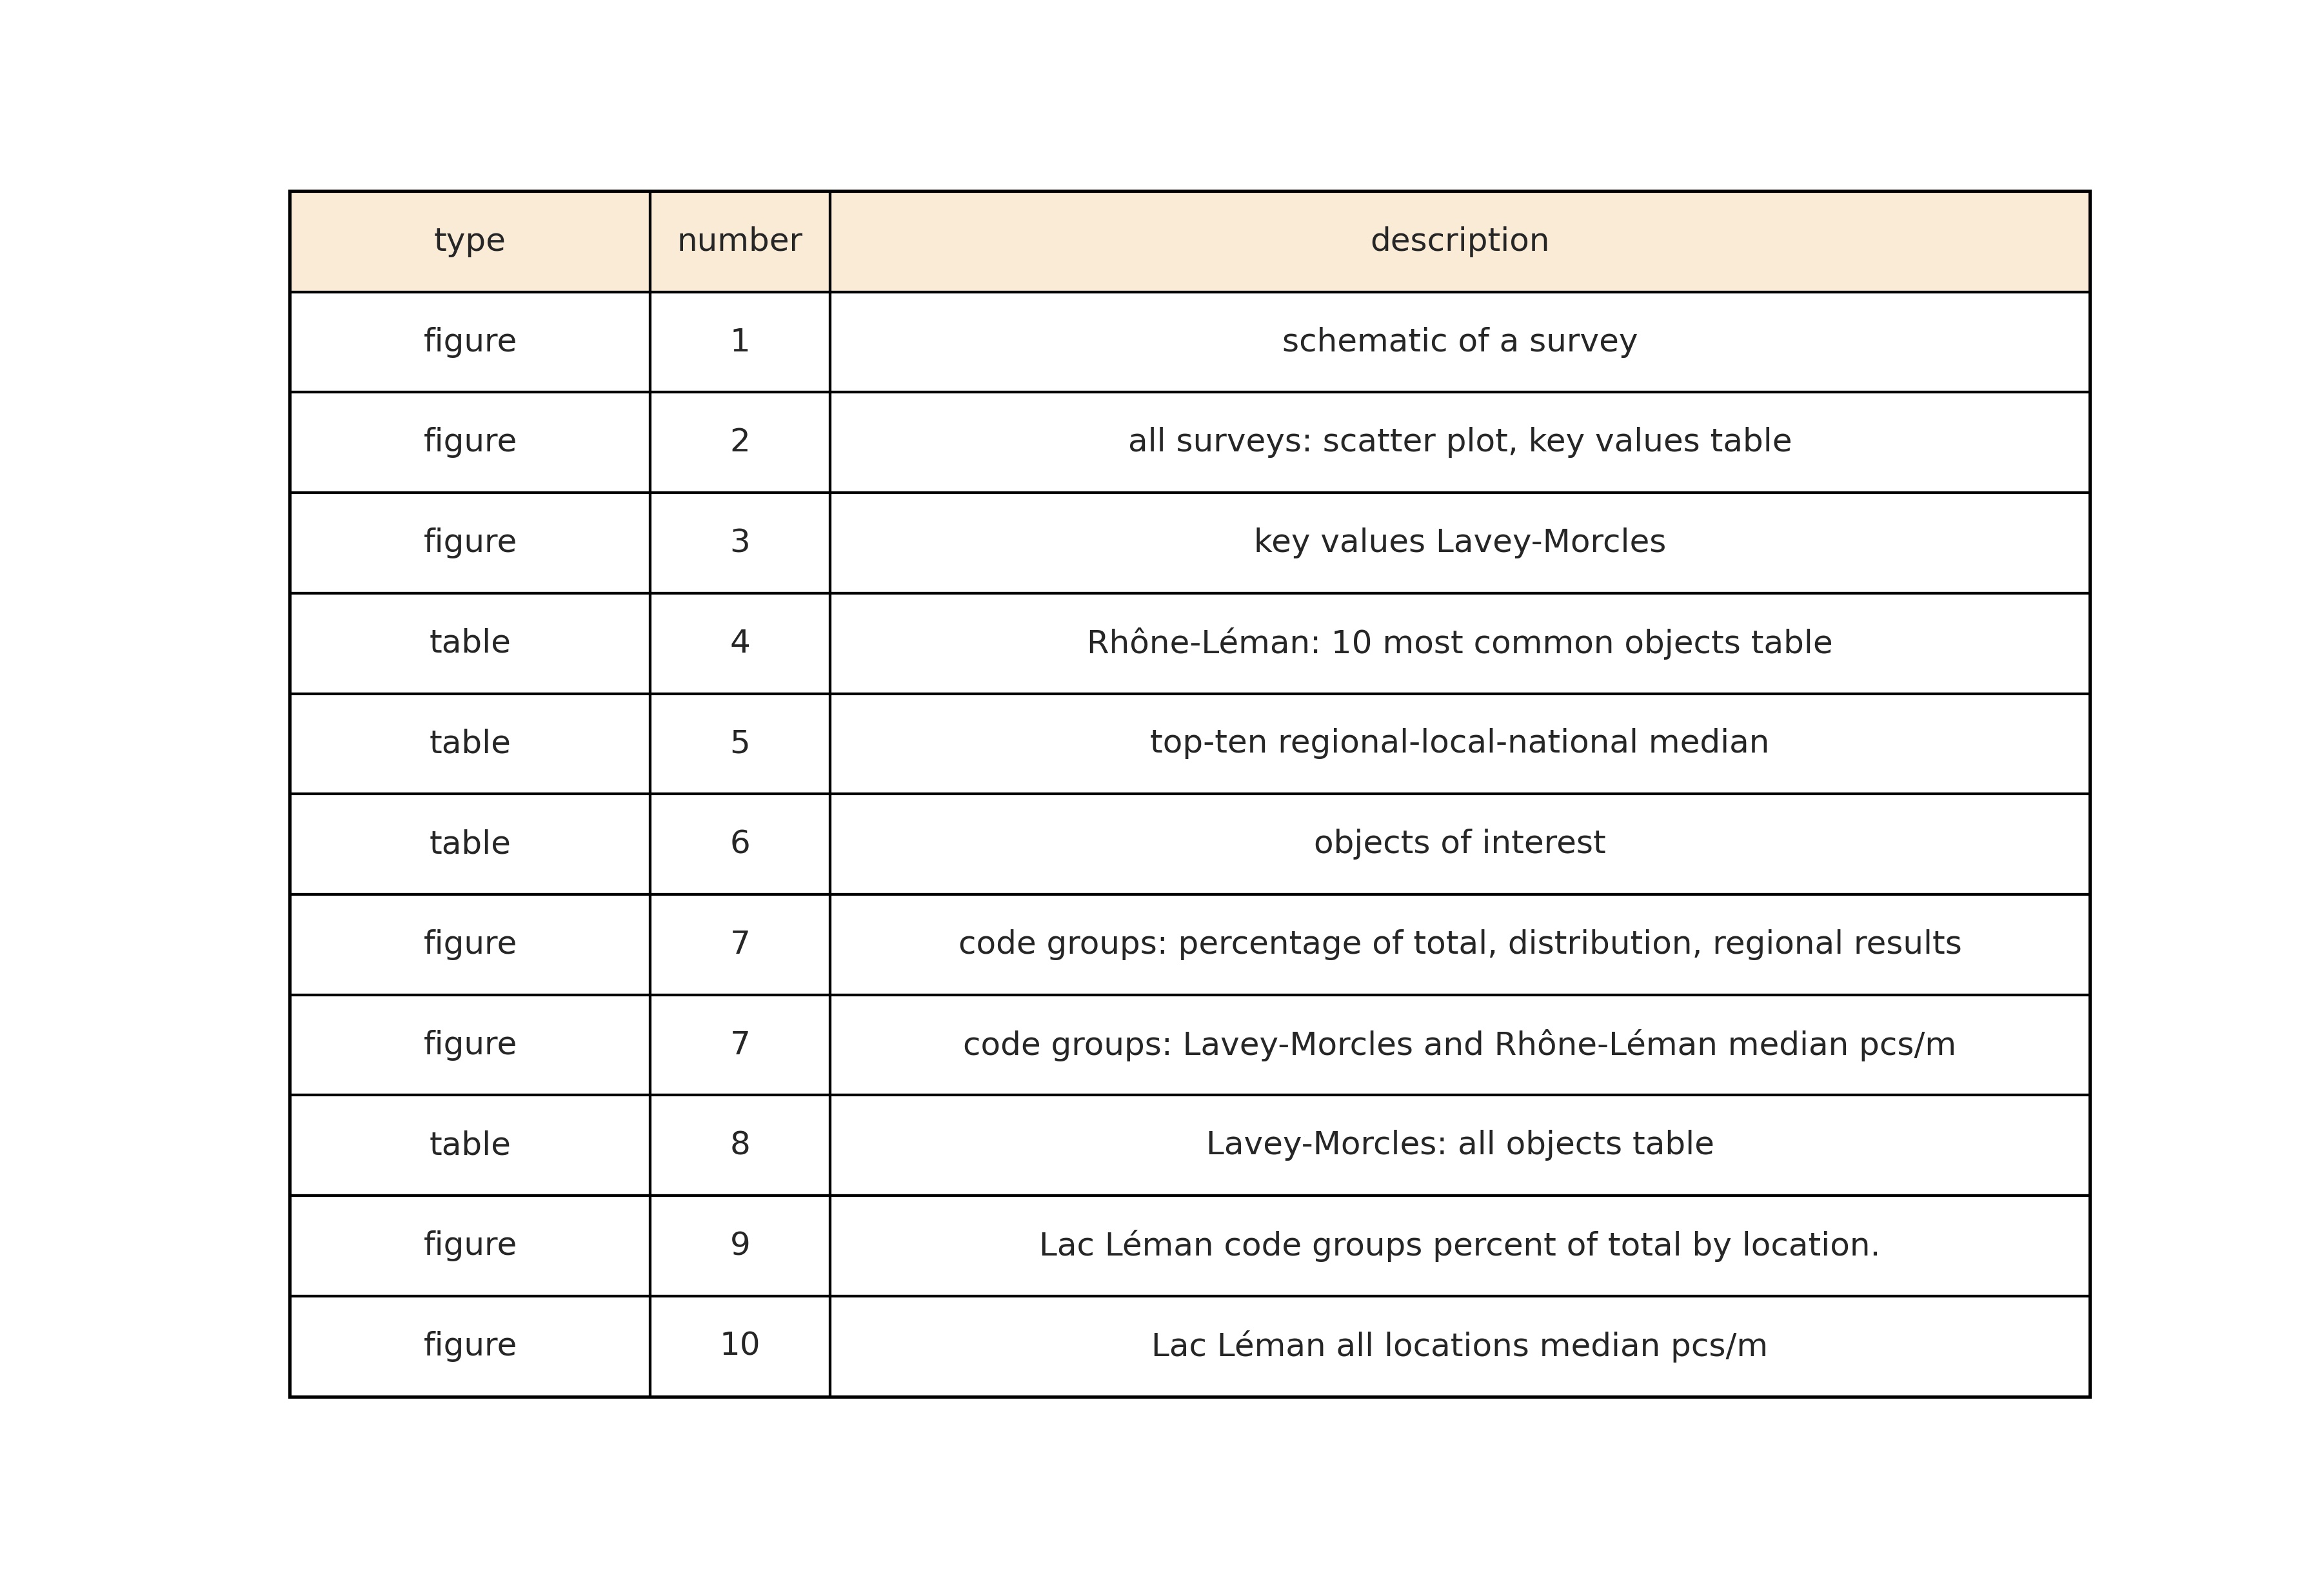 type number description
figure 1 schematic of a survey
figure 2 all surveys: scatter plot, key values table
figure 3 key values Lavey-Morcles
table 4 Rhône-Léman: 10 most common objects table
table 5 top-ten regional-local-national median
table 6 objects of interest
figure 7 code groups: percentage of total, distribution, regional results
figure 7 code groups: Lavey-Morcles and Rhône-Léman median pcs/m
table 8 Lavey-Morcles: all objects table
figure 9 Lac Léman code groups percent of total by location.
figure 10 Lac Léman all locations median pcs/m